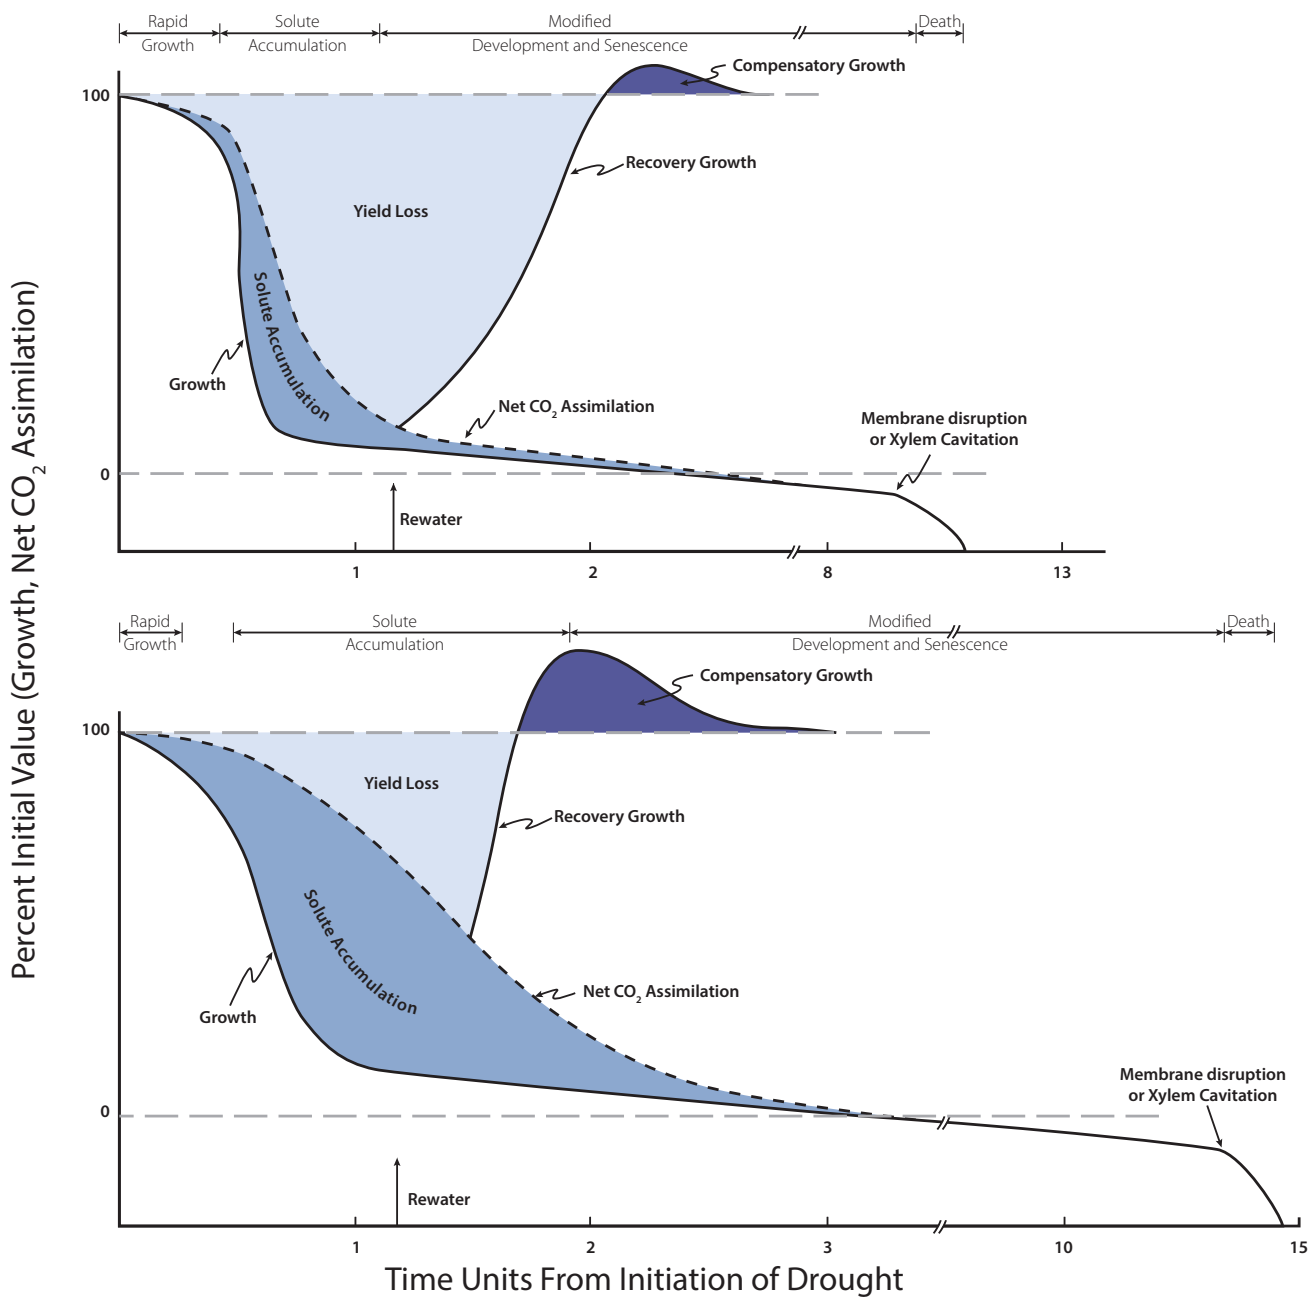 Percent Initial Value (Growth, Net CO2 Assimilation)
Rapid
Growth
Solute
Accumulation
Modified
Development and Senescence
Death
100
Compensatory Growth
Recovery Growth
Yield Loss
Solute Accumulation
Growth
Net CO2 Assimilation
Membrane disruption
or Xylem Cavitation
0
Rewater
1
2
8
13
Rapid
Growth
Solute
Accumulation
Modified
Development and Senescence
Death
Compensatory Growth
100
Yield Loss
Recovery Growth
Solute Accumulation
Growth
Net CO2 Assimilation
Membrane disruption
or Xylem Cavitation
0
Rewater
1
2
3
10
15
Time Units From Initiation of Drought